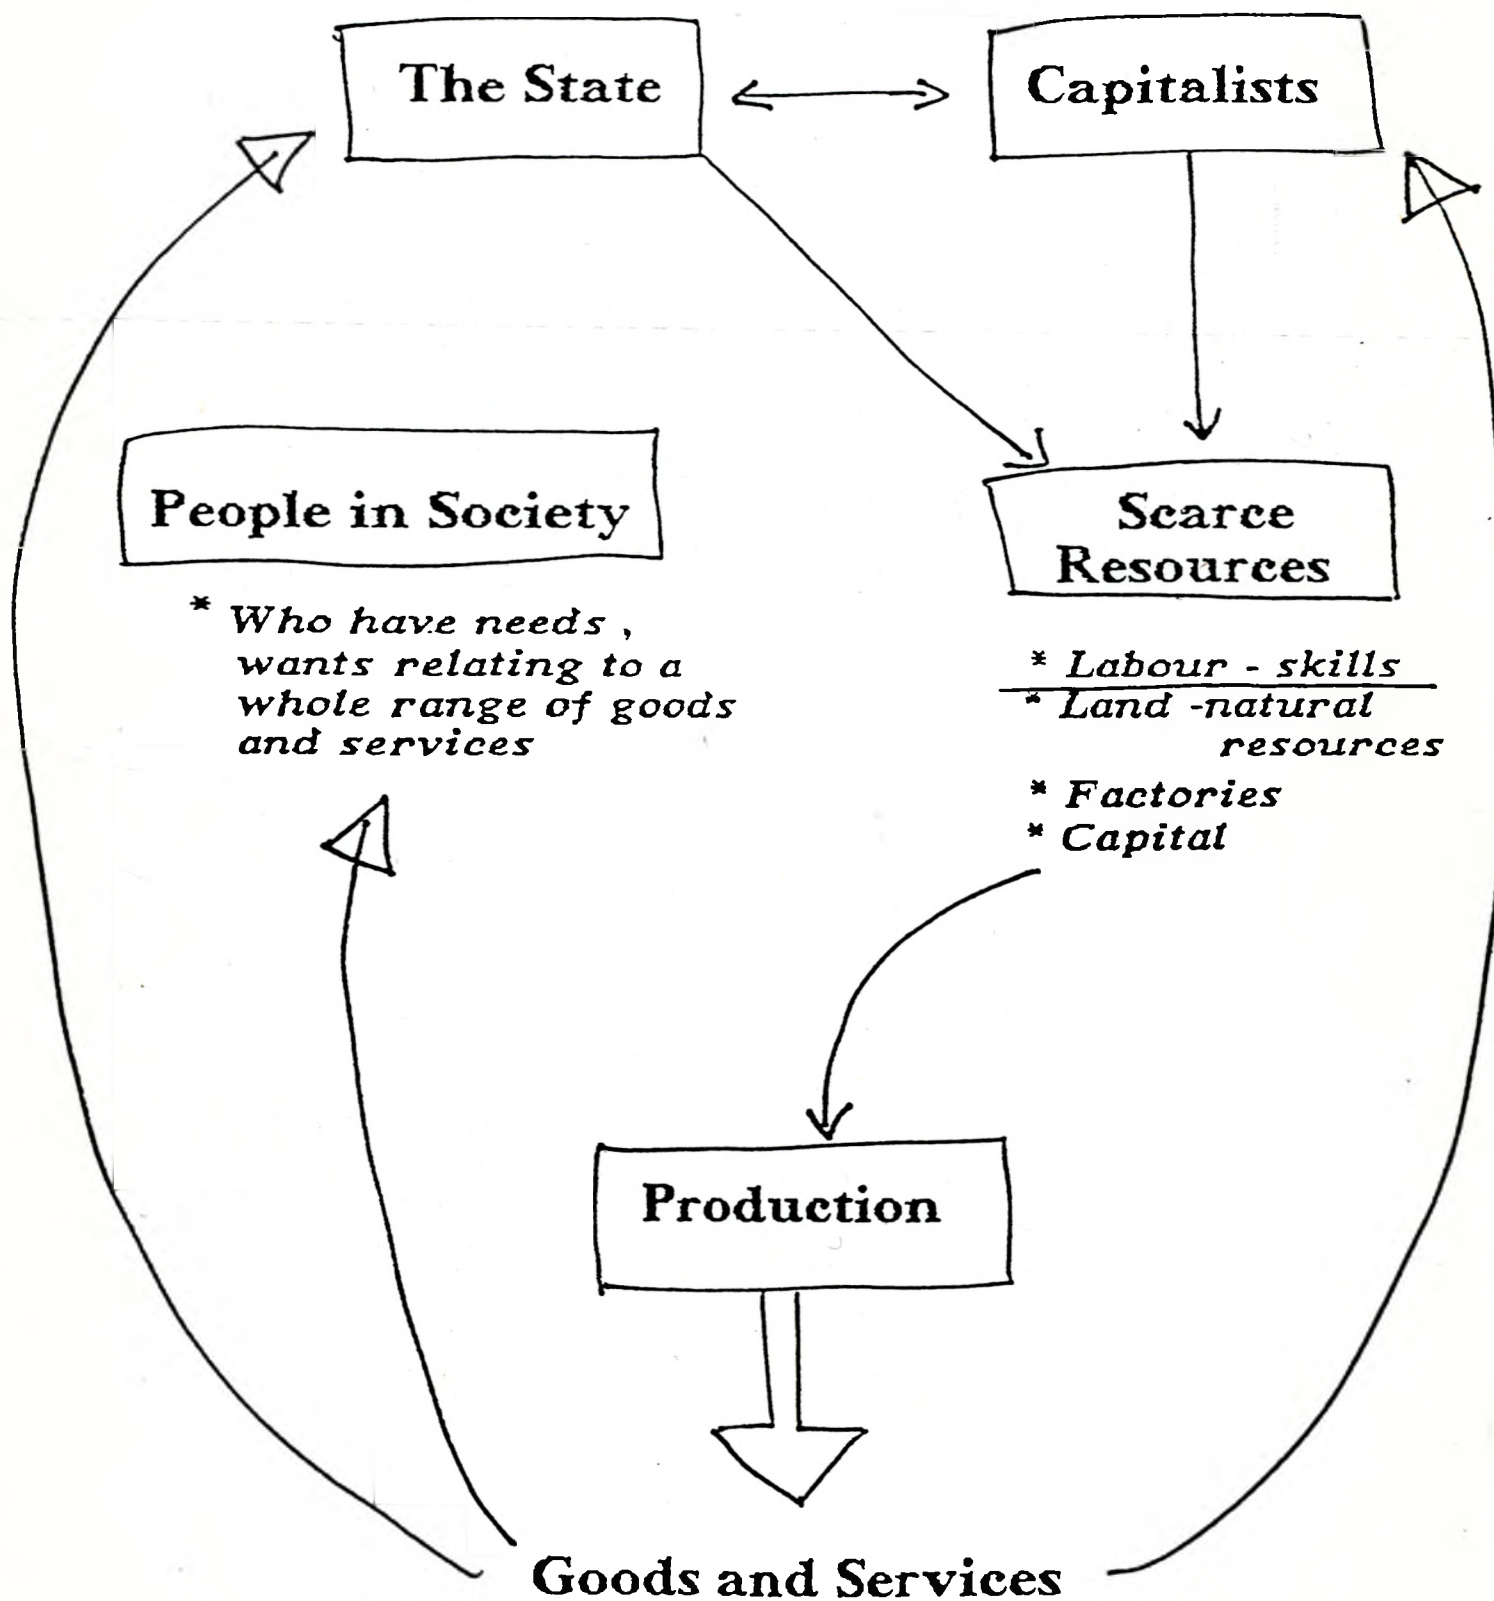 The State
Capitalists
People in Society
* Who have needs ,
wants relating to a
whole range of goods
and services
Scarce
Resources
* Labour - skills
* Land -natural
resources
* Factories
* Capital
Production
Goods and Services